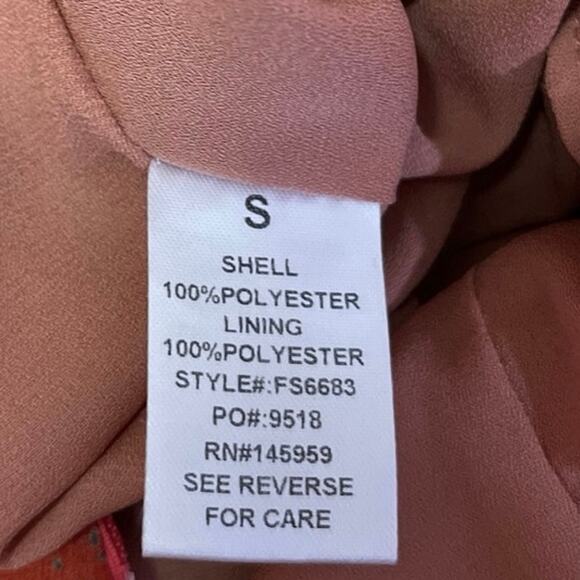 S
SHELL
100%POLYESTER
LINING
100%POLYESTER
STYLE#:FS6683
PO#:9518
RN#145959
SEE REVERSE
FOR CARE